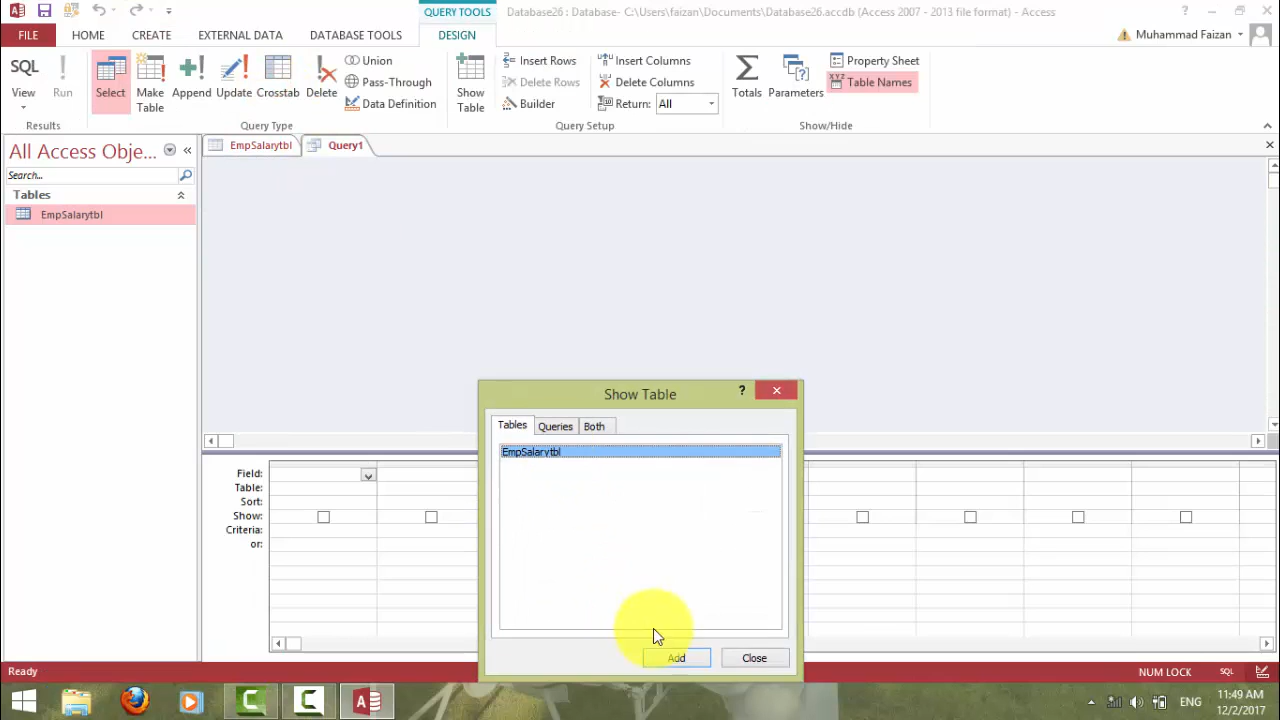 QUERY TOOLS
Database26 : Database- C:\Users\faizan\Documents\Database26.accdb (Access 2007 - 2013 file format) - Access
FILE HOME CREATE EXTERNAL DATA DATABASE TOOLS DESIGN Muhammad Faizan
SQL
View
Run
Select
Make
Table
Append
Update
Crosstab
Delete
Union
Pass-Through
Data Definition
Show
Table
Insert Rows
Delete Rows
Builder
Insert Columns
Delete Columns
Return: All
Totals
Parameters
Property Sheet
XYZ Table Names
Results Query Type Query Setup Show/Hide
All Access Obje...
Search...
Tables
EmpSalarytbl
EmpSalarytbl Query1
Show Table
?
Tables Queries Both
EmpSalarytbl
Add Close
Field:
Table:
Sort:
Show:
Criteria:
or:
Ready NUM LOCK SQL
ENG
11:49 AM
12/2/2017